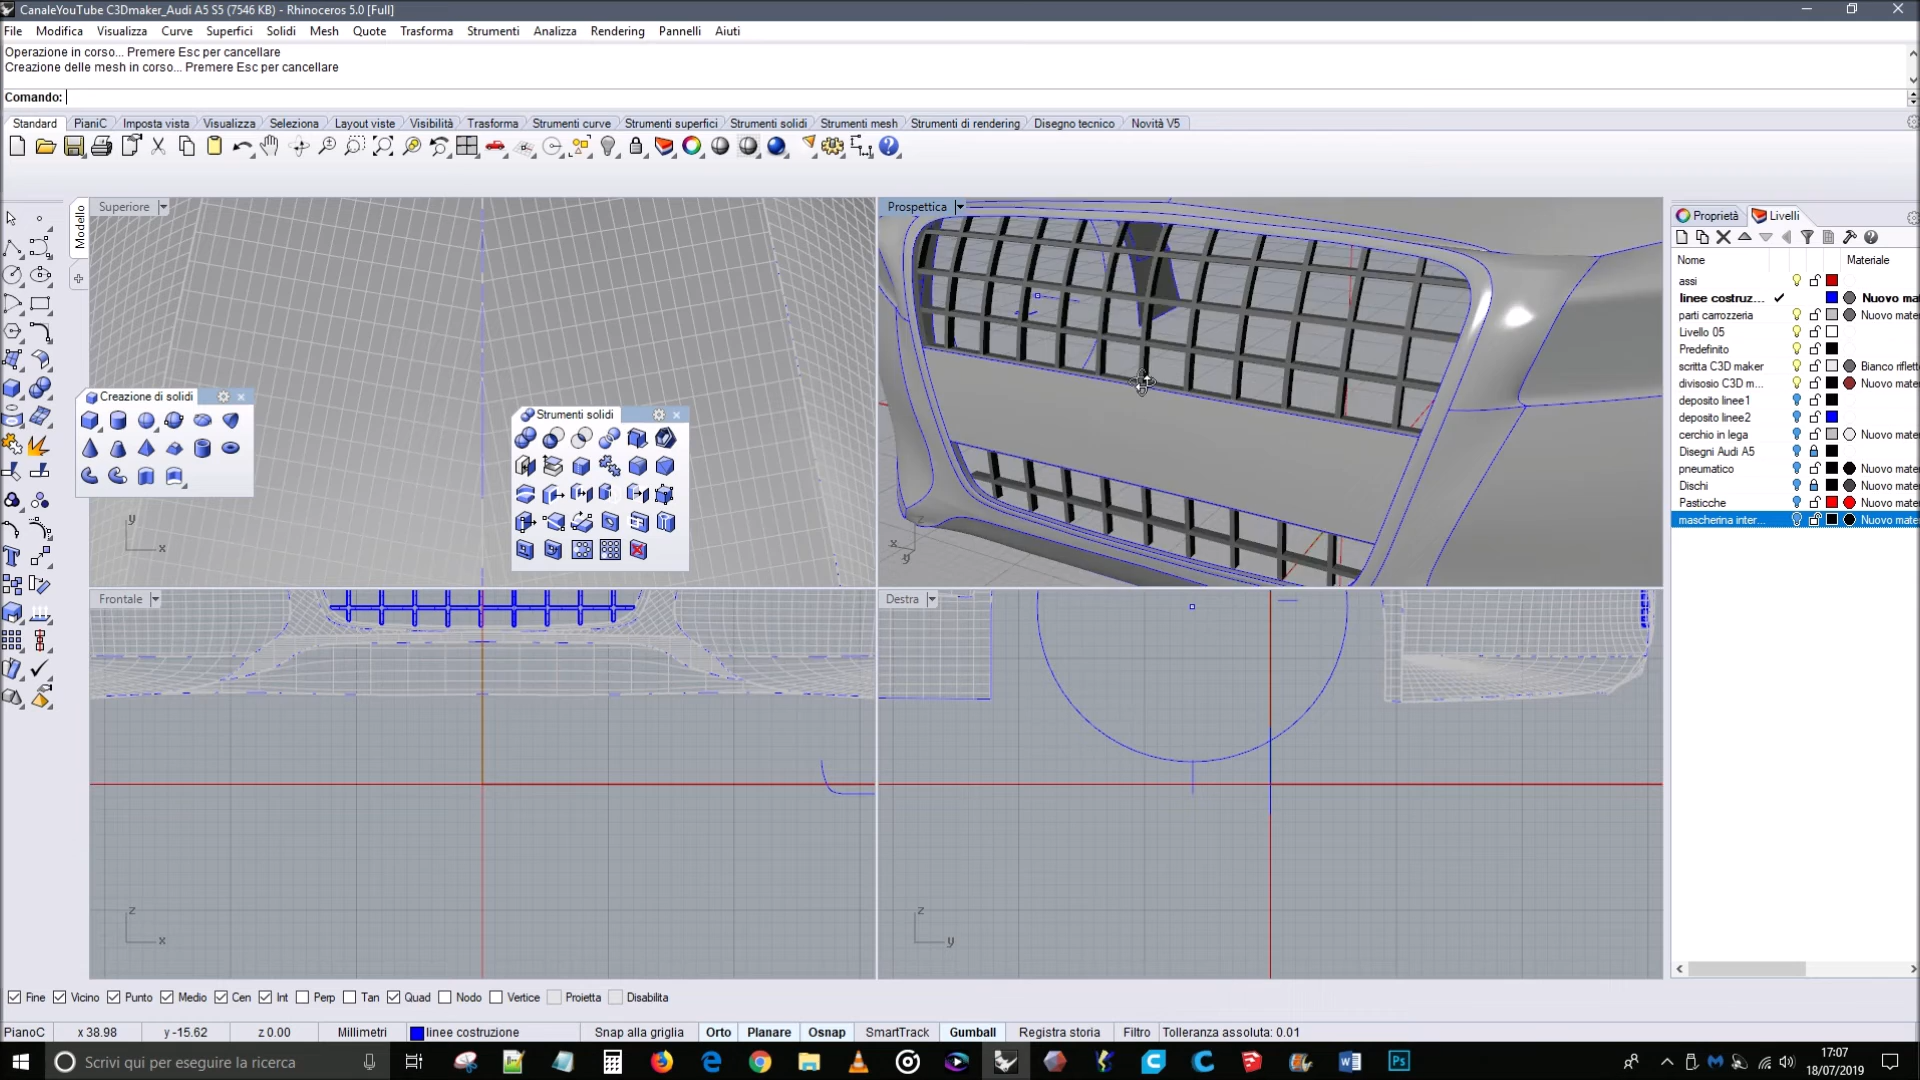 CanaleYouTube C3Dmaker_Audi A5 S5 (7546 KB) - Rhinoceros 5.0 [Full]
File Modifica Visualizza Curve Superfici Solidi Mesh Quote Trasforma Strumenti Analizza Rendering Pannelli Aiuti
Operazione in corso... Premere Esc per cancellare
Creazione delle mesh in corso... Premere Esc per cancellare
Comando:
Standard PianiC Imposta vista Visualizza Seleziona Layout viste Visibilità Trasforma Strumenti curve Strumenti superfici Strumenti solidi Strumenti mesh Strumenti di rendering Disegno tecnico Novità V5
Modello
Superiore
Prospettica
Proprietà Livelli
Nome Materiale
assi
linee costruz... Nuovo ma
parti carrozzeria Nuovo mate
Livello 05
Predefinito
scritta C3D maker Bianco riflett
divisosio C3D m... Nuovo mate
deposito linee1
deposito linee2
cerchio in lega Nuovo mate
Disegni Audi A5
pneumatico Nuovo mate
Dischi Nuovo mate
Pasticche Nuovo mate
mascherina inter... Nuovo mate
Creazione di solidi
Strumenti solidi
y
x
z
x
y
Frontale
Destra
z
x
z
y
Fine Vicino Punto Medio Cen Int Perp Tan Quad Nodo Vertice Proietta Disabilita
PianoC x 38.98 y -15.62 z 0.00 Millimetri linee costruzione Snap alla griglia Orto Planare Osnap SmartTrack Gumball Registra storia Filtro Tolleranza assoluta: 0.01
Scrivi qui per eseguire la ricerca
Ps
17:07
18/07/2019